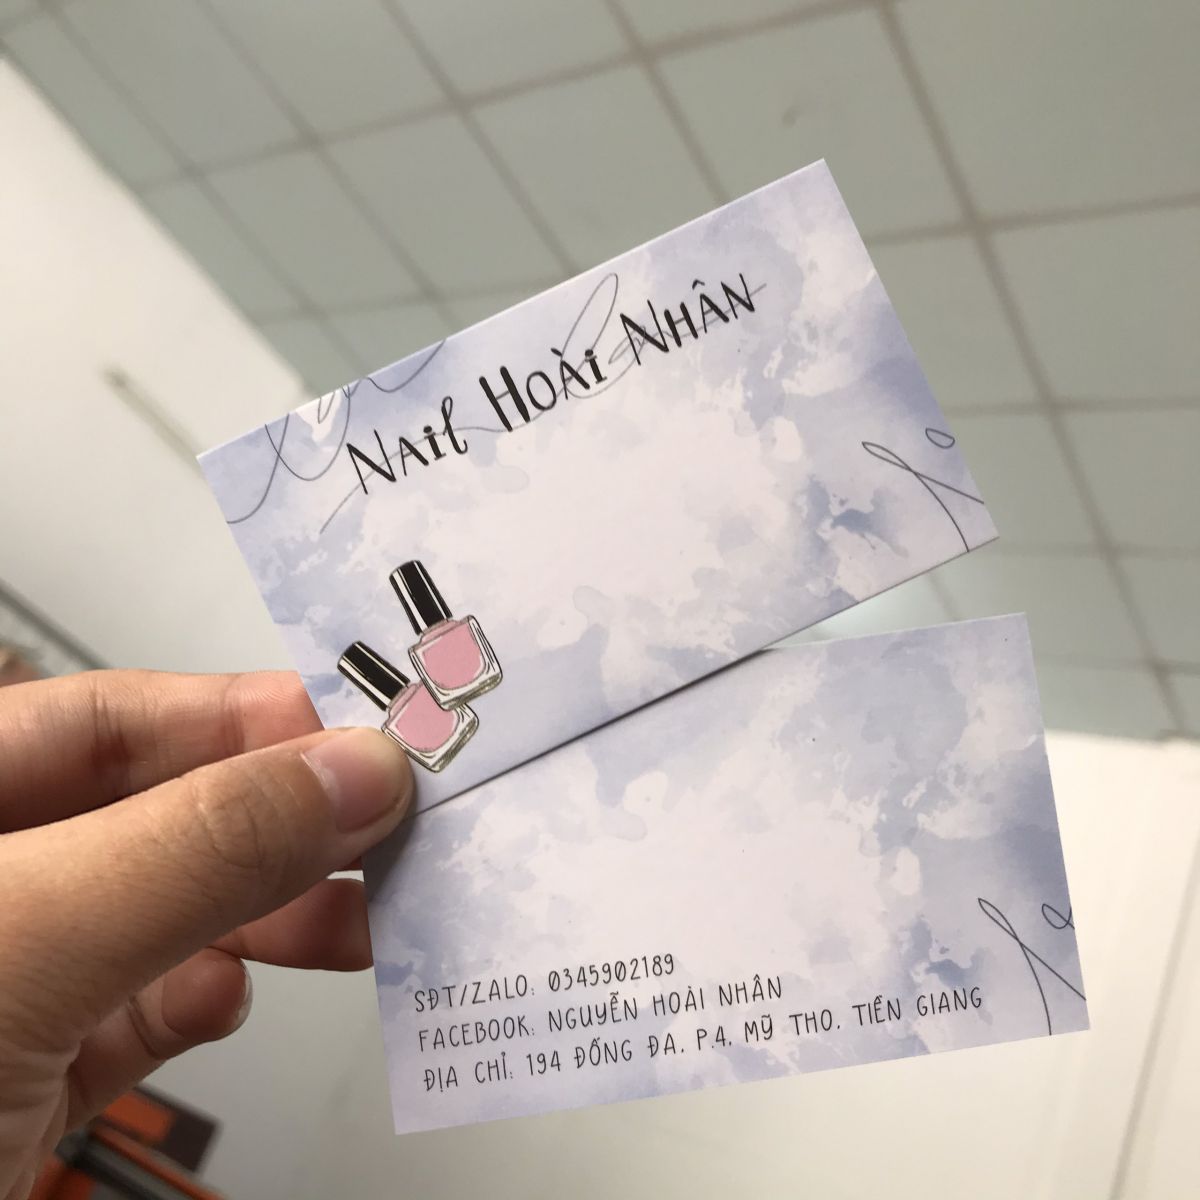 NAIL HOÀI NHÂN
SĐT/ZALO: 0345902189
FACEBOOK: NGUYỄN HOÀI NHÂN
ĐỊA CHỈ: 194 ĐỐNG ĐA. P.4. MỸ THO. TIỀN GIANG